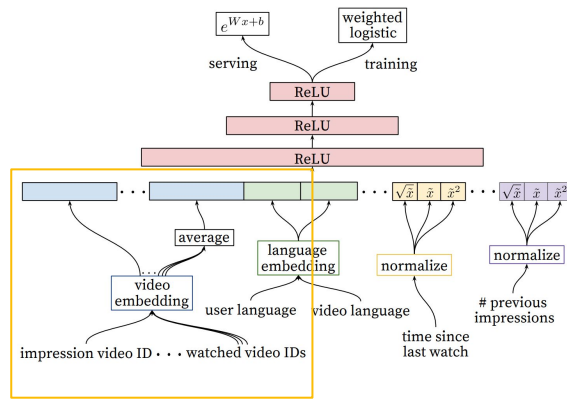 e^{Wx+b}
weighted
logistic
serving
training
ReLU
ReLU
ReLU
√x̃ x̃ x̃²
√x̃ x̃ x̃²
average
language
embedding
normalize
normalize
video
embedding
user language
video language
# previous
impressions
time since
last watch
impression video ID
watched video IDs